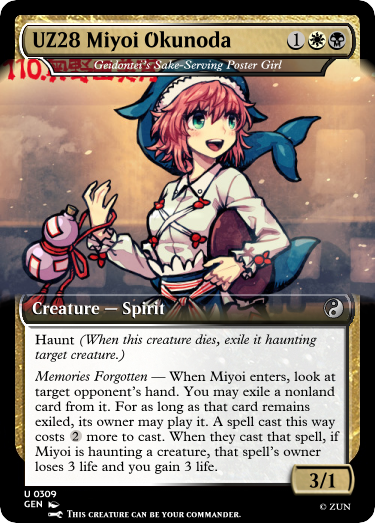 UZ28 Miyoi Okunoda
1
Geidontei's Sake-Serving Poster Girl
Creature — Spirit
Haunt (When this creature dies, exile it haunting
target creature.)
Memories Forgotten — When Miyoi enters, look at
target opponent's hand. You may exile a nonland
card from it. For as long as that card remains
exiled, its owner may play it. A spell cast this way
costs 2 more to cast. When they cast that spell, if
Miyoi is haunting a creature, that spell's owner
loses 3 life and you gain 3 life.
3/1
U 0309
GEN
© ZUN
THIS CREATURE CAN BE YOUR COMMANDER.